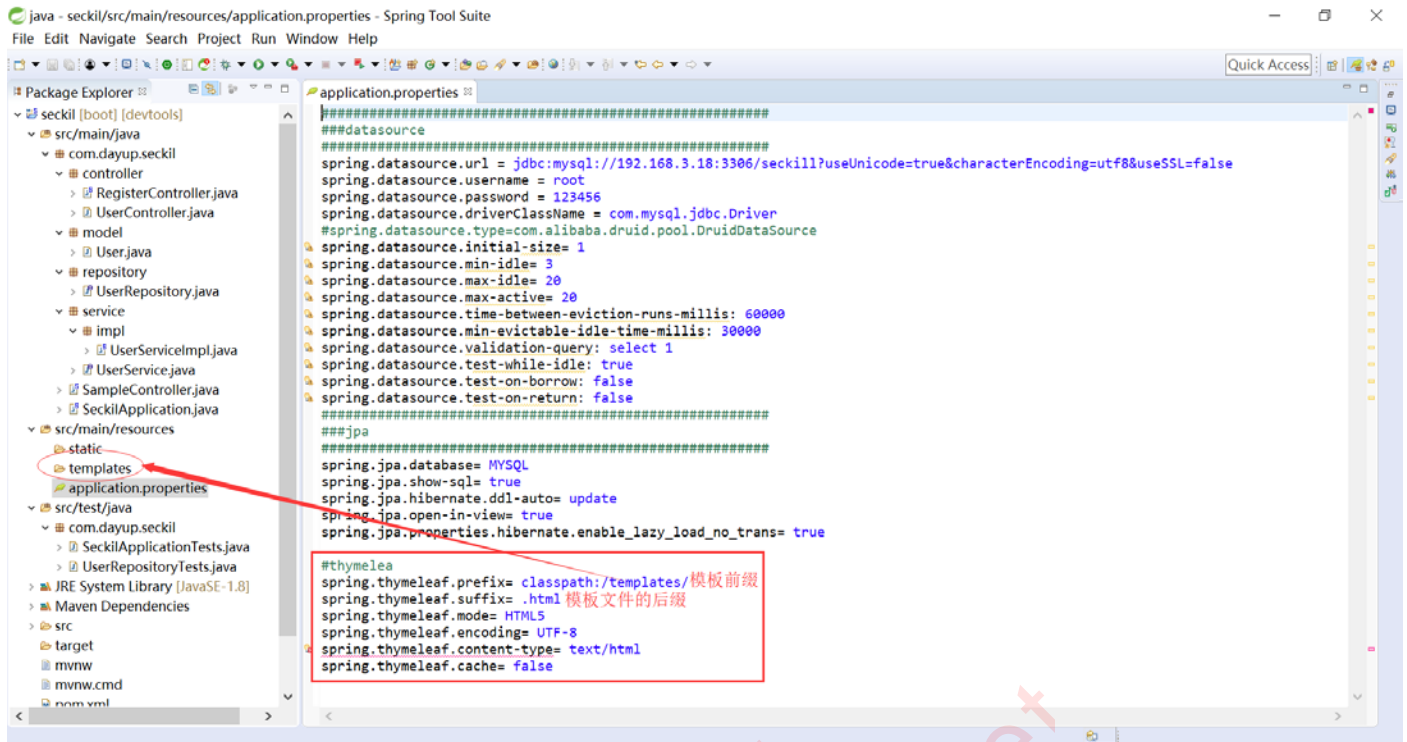 java - seckil/src/main/resources/application.properties - Spring Tool Suite
File Edit Navigate Search Project Run Window Help
Quick Access
Package Explorer
seckil [boot] [devtools]
src/main/java
com.dayup.seckil
controller
RegisterController.java
UserController.java
model
User.java
repository
UserRepository.java
service
impl
UserServiceImpl.java
UserService.java
SampleController.java
SeckilApplication.java
src/main/resources
static
templates
application.properties
src/test/java
com.dayup.seckil
SeckilApplicationTests.java
UserRepositoryTests.java
JRE System Library [JavaSE-1.8]
Maven Dependencies
src
target
mvnw
mvnw.cmd
pom.xml
application.properties
########################################################
###datasource
########################################################
spring.datasource.url = jdbc:mysql://192.168.3.18:3306/seckill?useUnicode=true&characterEncoding=utf8&useSSL=false
spring.datasource.username = root
spring.datasource.password = 123456
spring.datasource.driverClassName = com.mysql.jdbc.Driver
#spring.datasource.type=com.alibaba.druid.pool.DruidDataSource
spring.datasource.initial-size= 1
spring.datasource.min-idle= 3
spring.datasource.max-idle= 20
spring.datasource.max-active= 20
spring.datasource.time-between-eviction-runs-millis: 60000
spring.datasource.min-evictable-idle-time-millis: 30000
spring.datasource.validation-query: select 1
spring.datasource.test-while-idle: true
spring.datasource.test-on-borrow: false
spring.datasource.test-on-return: false
########################################################
###jpa
########################################################
spring.jpa.database= MYSQL
spring.jpa.show-sql= true
spring.jpa.hibernate.ddl-auto= update
spring.jpa.open-in-view= true
spring.jpa.properties.hibernate.enable_lazy_load_no_trans= true
#thymelea
spring.thymeleaf.prefix= classpath:/templates/模板前缀
spring.thymeleaf.suffix= .html 模板文件的后缀
spring.thymeleaf.mode= HTML5
spring.thymeleaf.encoding= UTF-8
spring.thymeleaf.content-type= text/html
spring.thymeleaf.cache= false